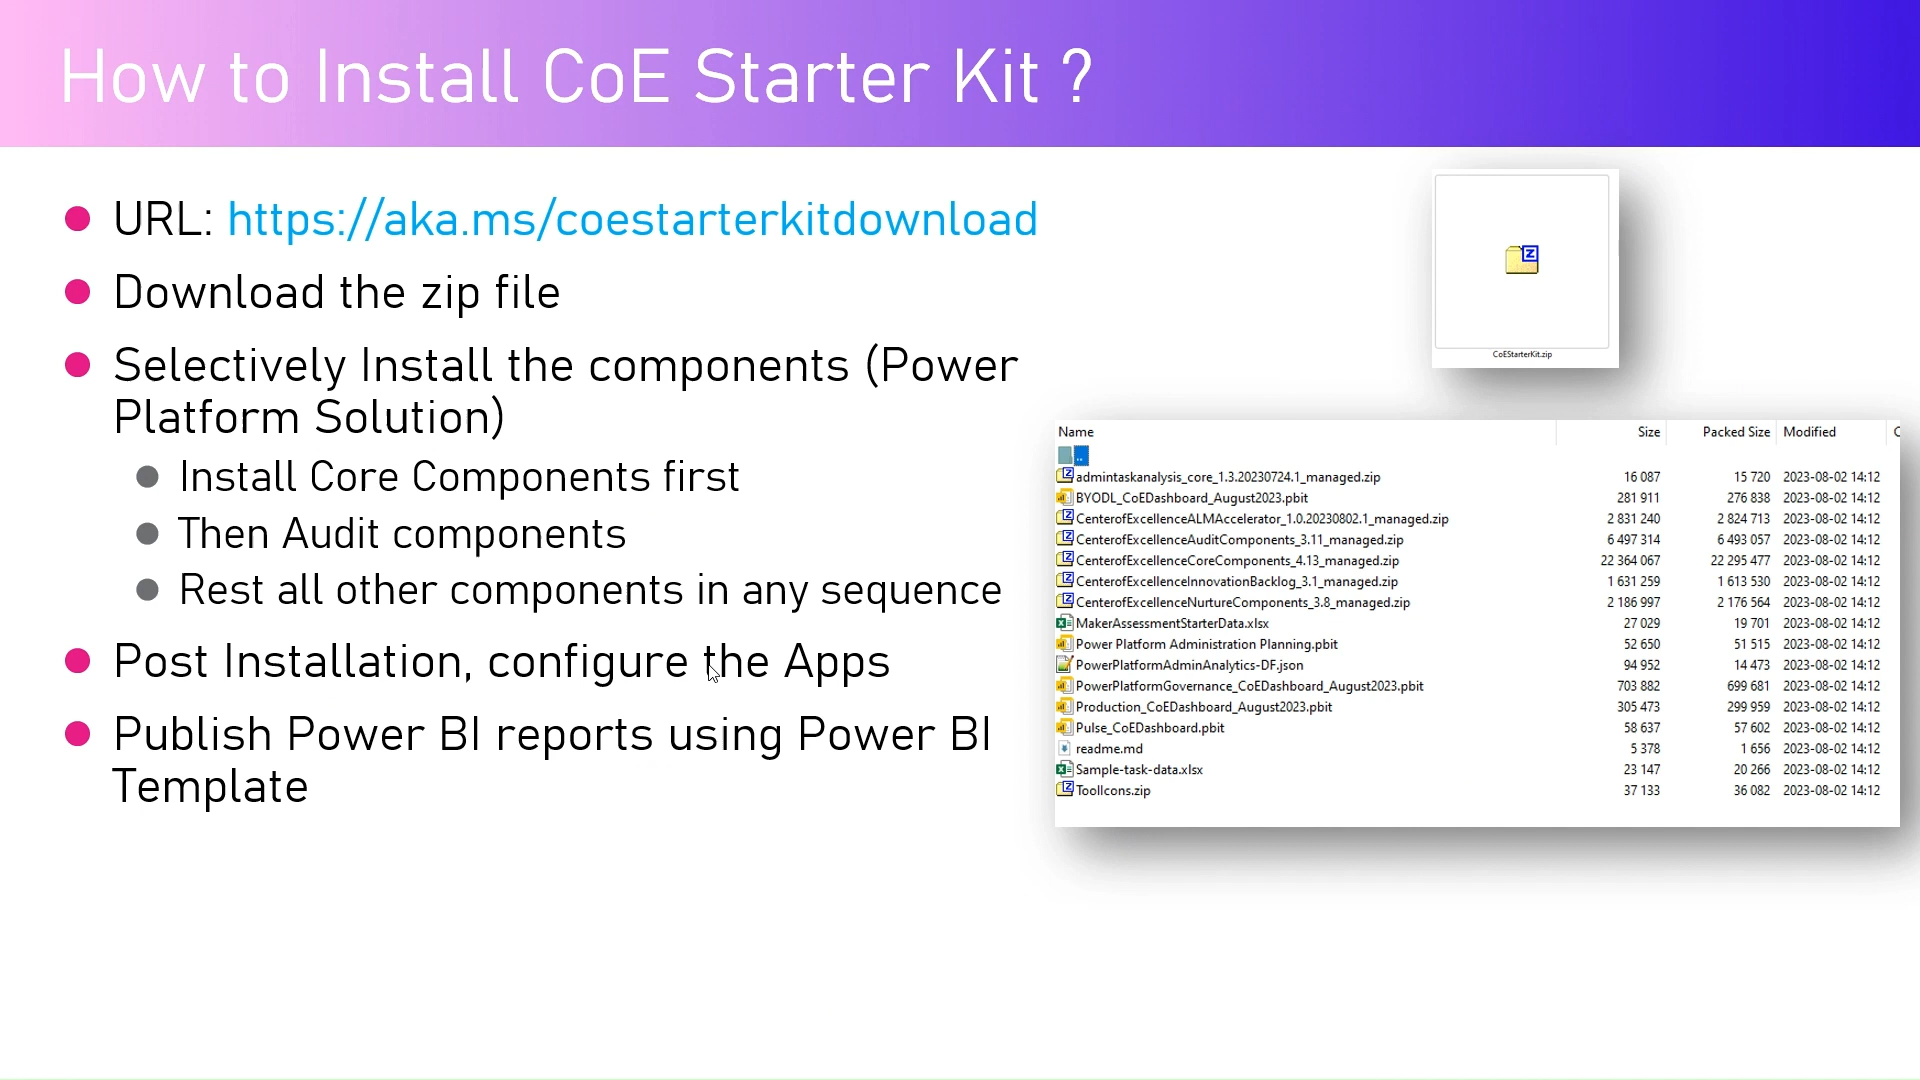 How to Install CoE Starter Kit ?
URL: https://aka.ms/coestarterkitdownload
Download the zip file
Selectively Install the components (Power
Platform Solution)
Install Core Components first
Then Audit components
Rest all other components in any sequence
Post Installation, configure the Apps
Publish Power BI reports using Power BI
Template
CoEStarterKit.zip
Name Size Packed Size Modified C
..
admintaskanalysis_core_1.3.20230724.1_managed.zip 16 087 15 720 2023-08-02 14:12
BYODL_CoEDashboard_August2023.pbit 281 911 276 838 2023-08-02 14:12
CenterofExcellenceALMAccelerator_1.0.20230802.1_managed.zip 2 831 240 2 824 713 2023-08-02 14:12
CenterofExcellenceAuditComponents_3.11_managed.zip 6 497 314 6 493 057 2023-08-02 14:12
CenterofExcellenceCoreComponents_4.13_managed.zip 22 364 067 22 295 477 2023-08-02 14:12
CenterofExcellenceInnovationBacklog_3.1_managed.zip 1 631 259 1 613 530 2023-08-02 14:12
CenterofExcellenceNurtureComponents_3.8_managed.zip 2 186 997 2 176 564 2023-08-02 14:12
MakerAssessmentStarterData.xlsx 27 029 19 701 2023-08-02 14:12
Power Platform Administration Planning.pbit 52 650 51 515 2023-08-02 14:12
PowerPlatformAdminAnalytics-DF.json 94 952 14 473 2023-08-02 14:12
PowerPlatformGovernance_CoEDashboard_August2023.pbit 703 882 699 681 2023-08-02 14:12
Production_CoEDashboard_August2023.pbit 305 473 299 959 2023-08-02 14:12
Pulse_CoEDashboard.pbit 58 637 57 602 2023-08-02 14:12
readme.md 5 378 1 656 2023-08-02 14:12
Sample-task-data.xlsx 23 147 20 266 2023-08-02 14:12
ToolIcons.zip 37 133 36 082 2023-08-02 14:12